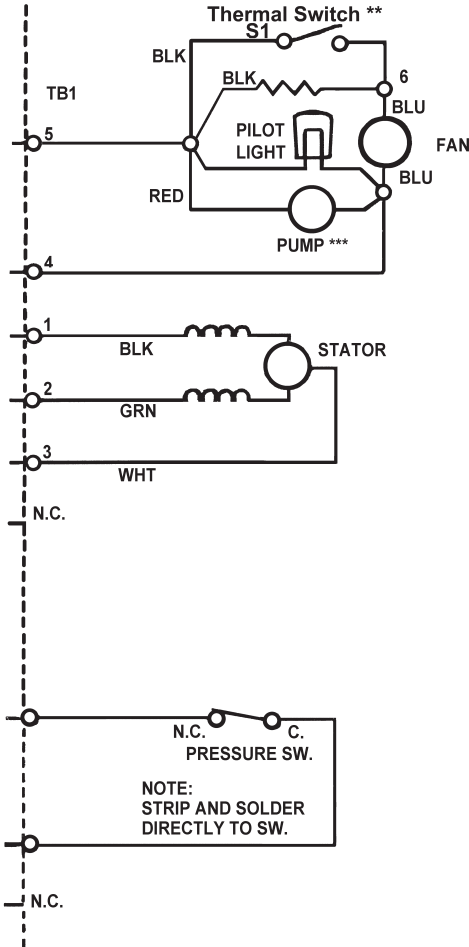 Thermal Switch **
S1
BLK
BLK
6
TB1
BLU
5
PILOT
LIGHT
FAN
BLU
RED
PUMP ***
4
1
BLK
STATOR
2
GRN
3
WHT
N.C.
N.C.
C.
PRESSURE SW.
NOTE:
STRIP AND SOLDER
DIRECTLY TO SW.
N.C.